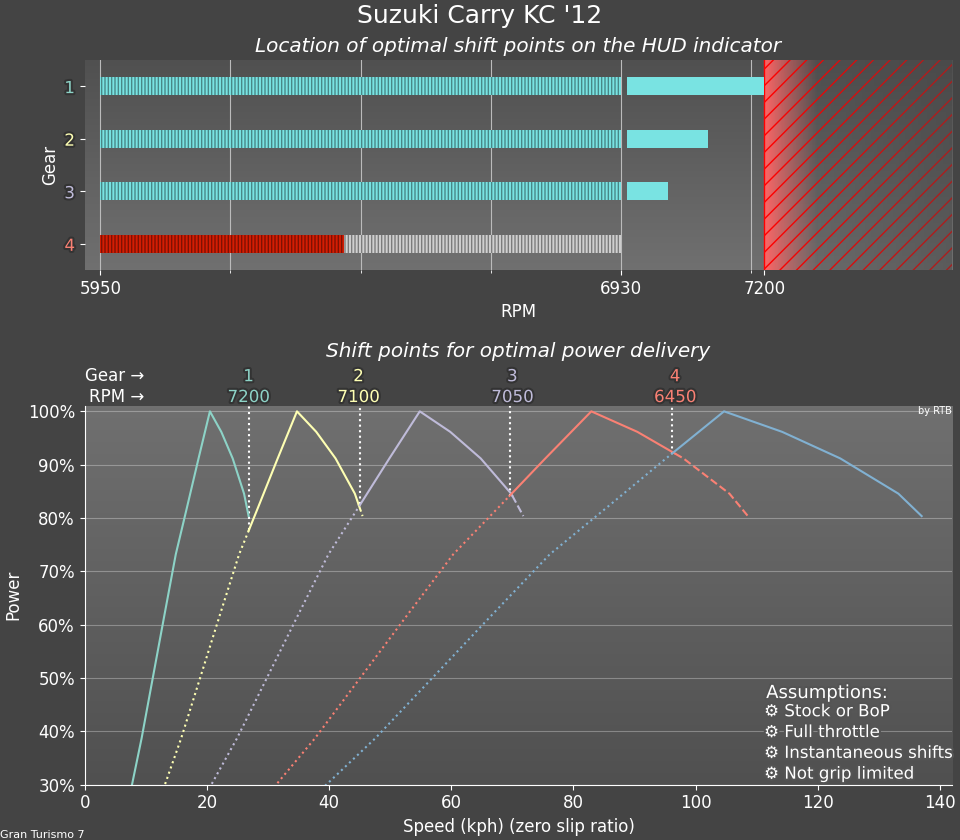 Suzuki Carry KC '12
Location of optimal shift points on the HUD indicator
Gear
1
2
3
4
5950 6930 7200
RPM
Shift points for optimal power delivery
Gear → 1 2 3 4
RPM → 7200 7100 7050 6450
by RTB
100%
90%
80%
70%
60%
50%
40%
30%
Power
Assumptions:
⚙ Stock or BoP
⚙ Full throttle
⚙ Instantaneous shifts
⚙ Not grip limited
0 20 40 60 80 100 120 140
Speed (kph) (zero slip ratio)
Gran Turismo 7